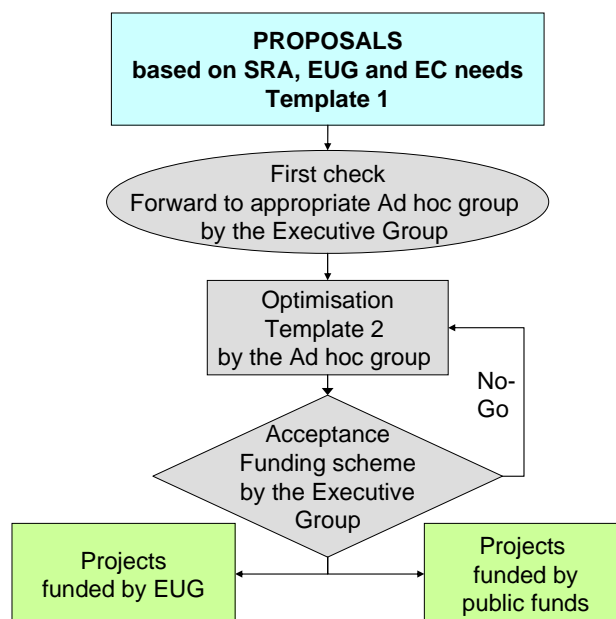 PROPOSALS
based on SRA, EUG and EC needs
Template 1
First check
Forward to appropriate Ad hoc group
by the Executive Group
Optimisation
Template 2
by the Ad hoc group
No-
Go
Acceptance
Funding scheme
by the Executive
Group
Projects
funded by EUG
Projects
funded by
public funds